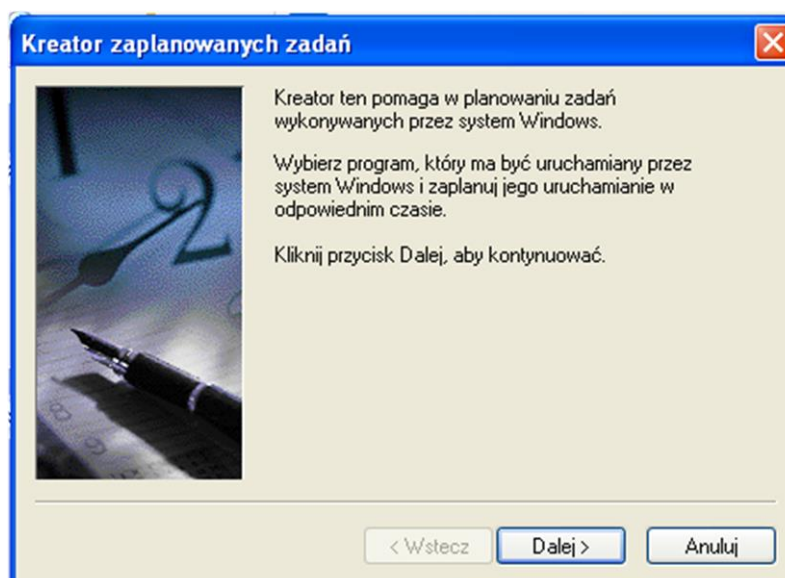 Kreator zaplanowanych zadań
Kreator ten pomaga w planowaniu zadań
wykonywanych przez system Windows.
Wybierz program, który ma być uruchamiany przez
system Windows i zaplanuj jego uruchamianie w
odpowiednim czasie.
Kliknij przycisk Dalej, aby kontynuować.
2
< Wstecz
Dalej >
Anuluj